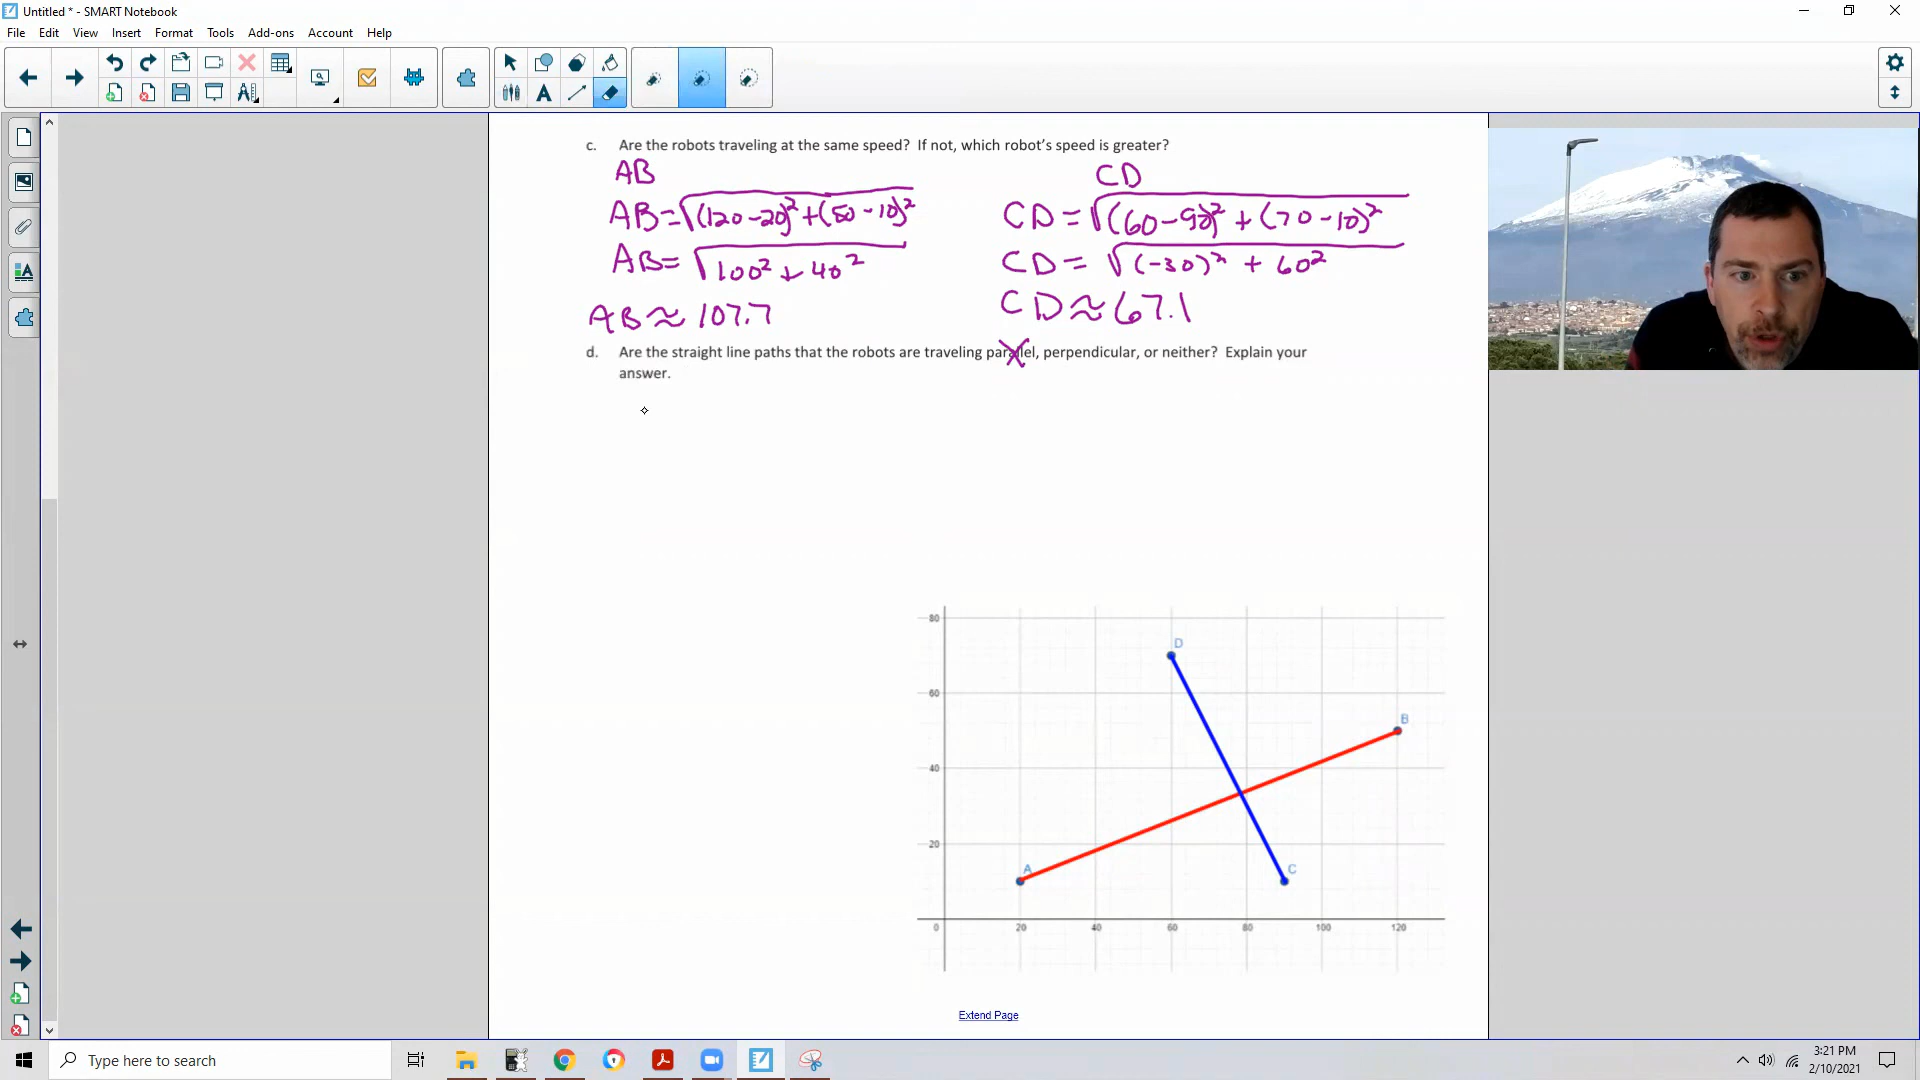 Untitled * - SMART Notebook
File Edit View Insert Format Tools Add-ons Account Help
c. Are the robots traveling at the same speed? If not, which robot's speed is greater?
AB
CD
AB=√(120-20)²+(50-10)²
CD=√(60-90)²+(70-10)²
AB=√100²+40²
CD=√(-30)²+60²
AB≈107.7
CD≈67.1
d. Are the straight line paths that the robots are traveling parallel, perpendicular, or neither? Explain your
answer.
80
D
60
B
40
20
A
C
0 20 40 60 80 100 120
Extend Page
Type here to search
3:21 PM
2/10/2021